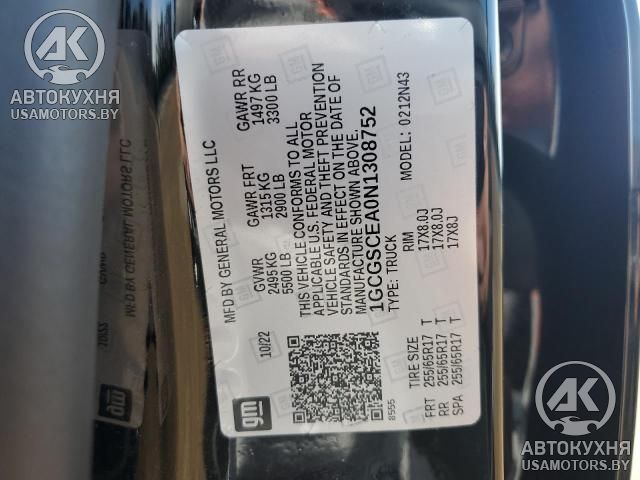 АВТОКУХНЯ
USAMOTORS.BY
MFD BY GENERAL MOTORS LLC
10/22
GVWR
2495 KG
5500 LB
GAWR FRT
1315 KG
2900 LB
GAWR RR
1497 KG
3300 LB
THIS VEHICLE CONFORMS TO ALL
APPLICABLE U.S. FEDERAL MOTOR
VEHICLE SAFETY AND THEFT PREVENTION
STANDARDS IN EFFECT ON THE DATE OF
MANUFACTURE SHOWN ABOVE.
1GCGSCEA0N1308752
TYPE: TRUCK
MODEL: 0212N43
gm
8555
TIRE SIZE
RIM
FRT 255/65R17 T
17X8.0J
RR 255/65R17 T
17X8.0J
SPA 255/65R17 T
17X8J
АВТОКУХНЯ
USAMOTORS.BY